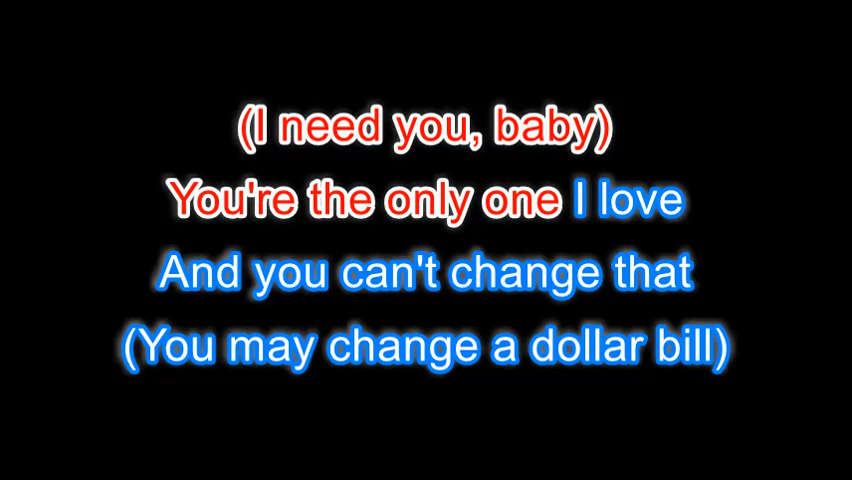 (I need you, baby)
You're the only one I love
And you can't change that
(You may change a dollar bill)